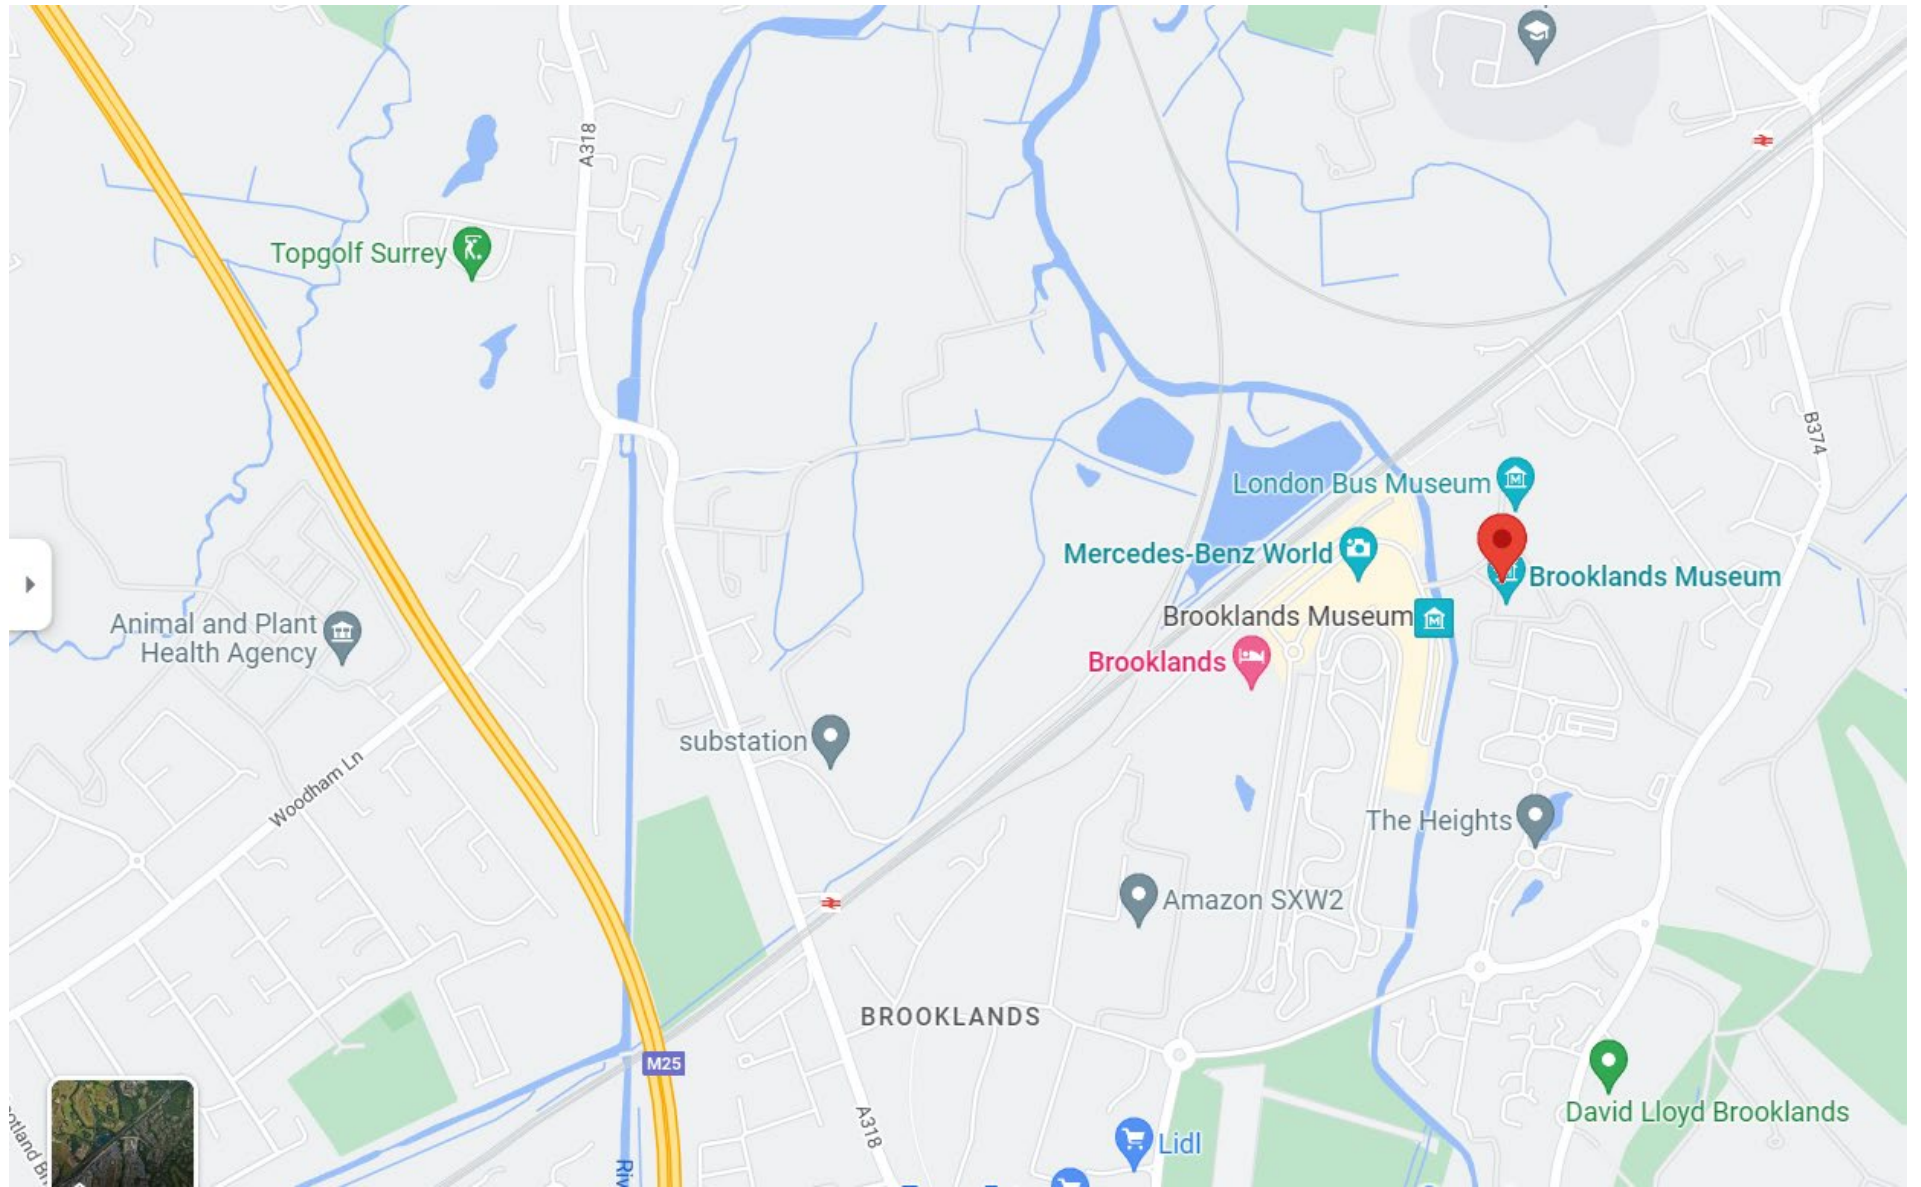 A318
Topgolf Surrey
B374
London Bus Museum
Mercedes-Benz World
Brooklands Museum
Brooklands Museum
Animal and Plant
Health Agency
Brooklands
substation
Woodham Ln
The Heights
Amazon SXW2
BROOKLANDS
M25
A318
David Lloyd Brooklands
Lidl